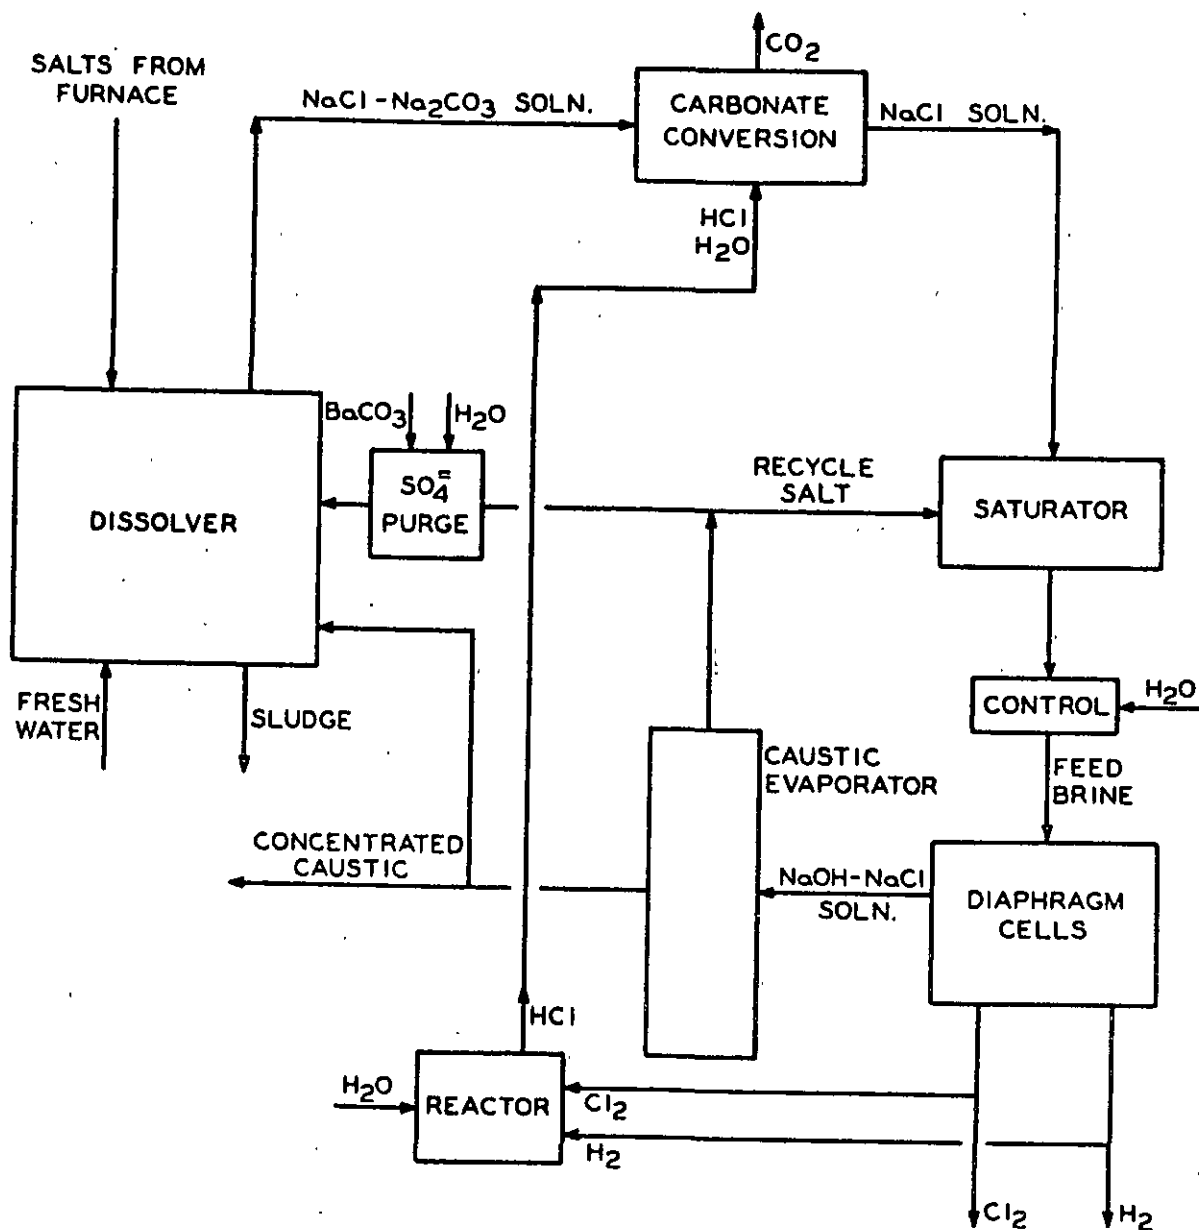 CO2
SALTS FROM
FURNACE
NaCl-Na2CO3 SOLN.
CARBONATE
CONVERSION
NaCl SOLN.
HCl
H2O
BaCO3
H2O
SO4=
PURGE
RECYCLE
SALT
DISSOLVER
SATURATOR
FRESH
WATER
SLUDGE
CONTROL
H2O
CAUSTIC
EVAPORATOR
FEED
BRINE
CONCENTRATED
CAUSTIC
NaOH-NaCl
SOLN.
DIAPHRAGM
CELLS
HCl
H2O
REACTOR
Cl2
H2
Cl2
H2